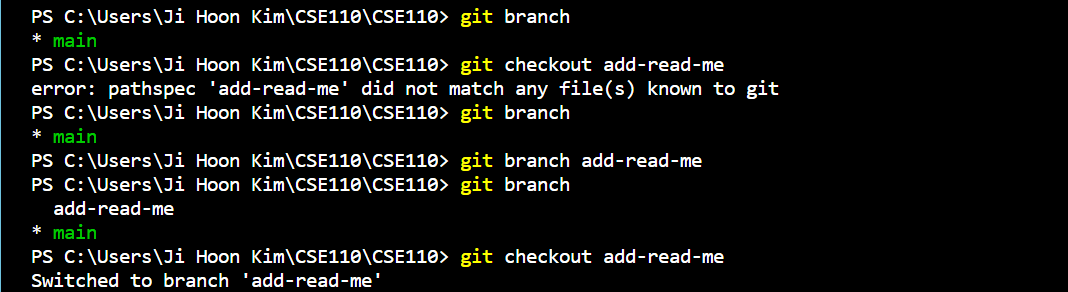 PS C:\Users\Ji Hoon Kim\CSE110\CSE110> git branch
* main
PS C:\Users\Ji Hoon Kim\CSE110\CSE110> git checkout add-read-me
error: pathspec 'add-read-me' did not match any file(s) known to git
PS C:\Users\Ji Hoon Kim\CSE110\CSE110> git branch
* main
PS C:\Users\Ji Hoon Kim\CSE110\CSE110> git branch add-read-me
PS C:\Users\Ji Hoon Kim\CSE110\CSE110> git branch
  add-read-me
* main
PS C:\Users\Ji Hoon Kim\CSE110\CSE110> git checkout add-read-me
Switched to branch 'add-read-me'